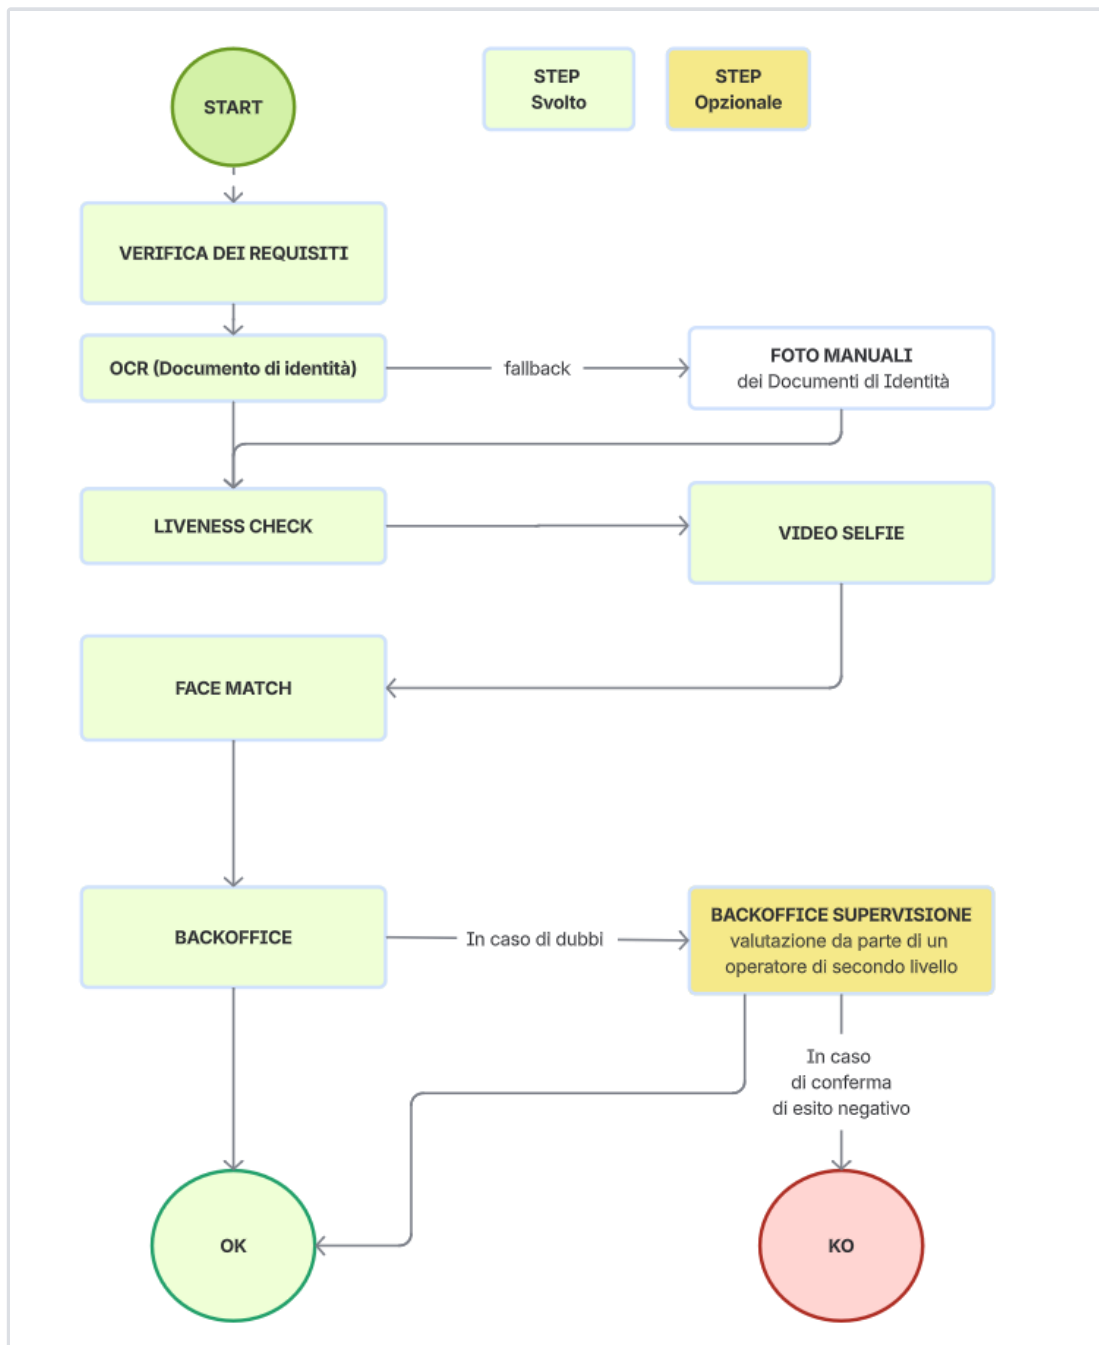 START
STEP
Svolto
STEP
Opzionale
VERIFICA DEI REQUISITI
OCR (Documento di identità)
fallback
FOTO MANUALI
dei Documenti di Identità
LIVENESS CHECK
VIDEO SELFIE
FACE MATCH
BACKOFFICE
In caso di dubbi
BACKOFFICE SUPERVISIONE
valutazione da parte di un
operatore di secondo livello
In caso
di conferma
di esito negativo
OK
KO